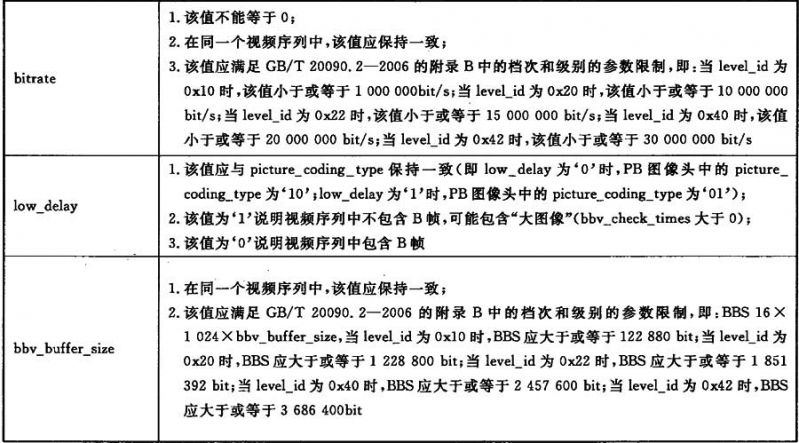 bitrate
1. 该值不能等于 0;
2. 在同一个视频序列中,该值应保持一致;
3. 该值应满足 GB/T 20090.2—2006 的附录 B 中的档次和级别的参数限制,即:当 level_id 为
0x10 时,该值小于或等于 1 000 000bit/s;当 level_id 为 0x20 时,该值小于或等于 10 000 000
bit/s;当 level_id 为 0x22 时,该值小于或等于 15 000 000 bit/s;当 level_id 为 0x40 时,该值
小于或等于 20 000 000 bit/s;当 level_id 为 0x42 时,该值小于或等于 30 000 000 bit/s
low_delay
1. 该值应与 picture_coding_type 保持一致(即 low_delay 为‘0’时,PB 图像头中的 picture_
coding_type 为‘10’;low_delay 为‘1’时,PB 图像头中的 picture_coding_type 为‘01’);
2. 该值为‘1’说明视频序列中不包含 B 帧,可能包含“大图像”(bbv_check_times 大于 0);
3. 该值为‘0’说明视频序列中包含 B 帧
bbv_buffer_size
1. 在同一个视频序列中,该值应保持一致;
2. 该值应满足 GB/T 20090.2—2006 的附录 B 中的档次和级别的参数限制,即:BBS 16×
1 024×bbv_buffer_size,当 level_id 为 0x10 时,BBS 应大于或等于 122 880 bit;当 level_id 为
0x20 时,BBS 应大于或等于 1 228 800 bit;当 level_id 为 0x22 时,BBS 应大于或等于 1 851
392 bit;当 level_id 为 0x40 时,BBS 应大于或等于 2 457 600 bit;当 level_id 为 0x42 时,BBS
应大于或等于 3 686 400bit